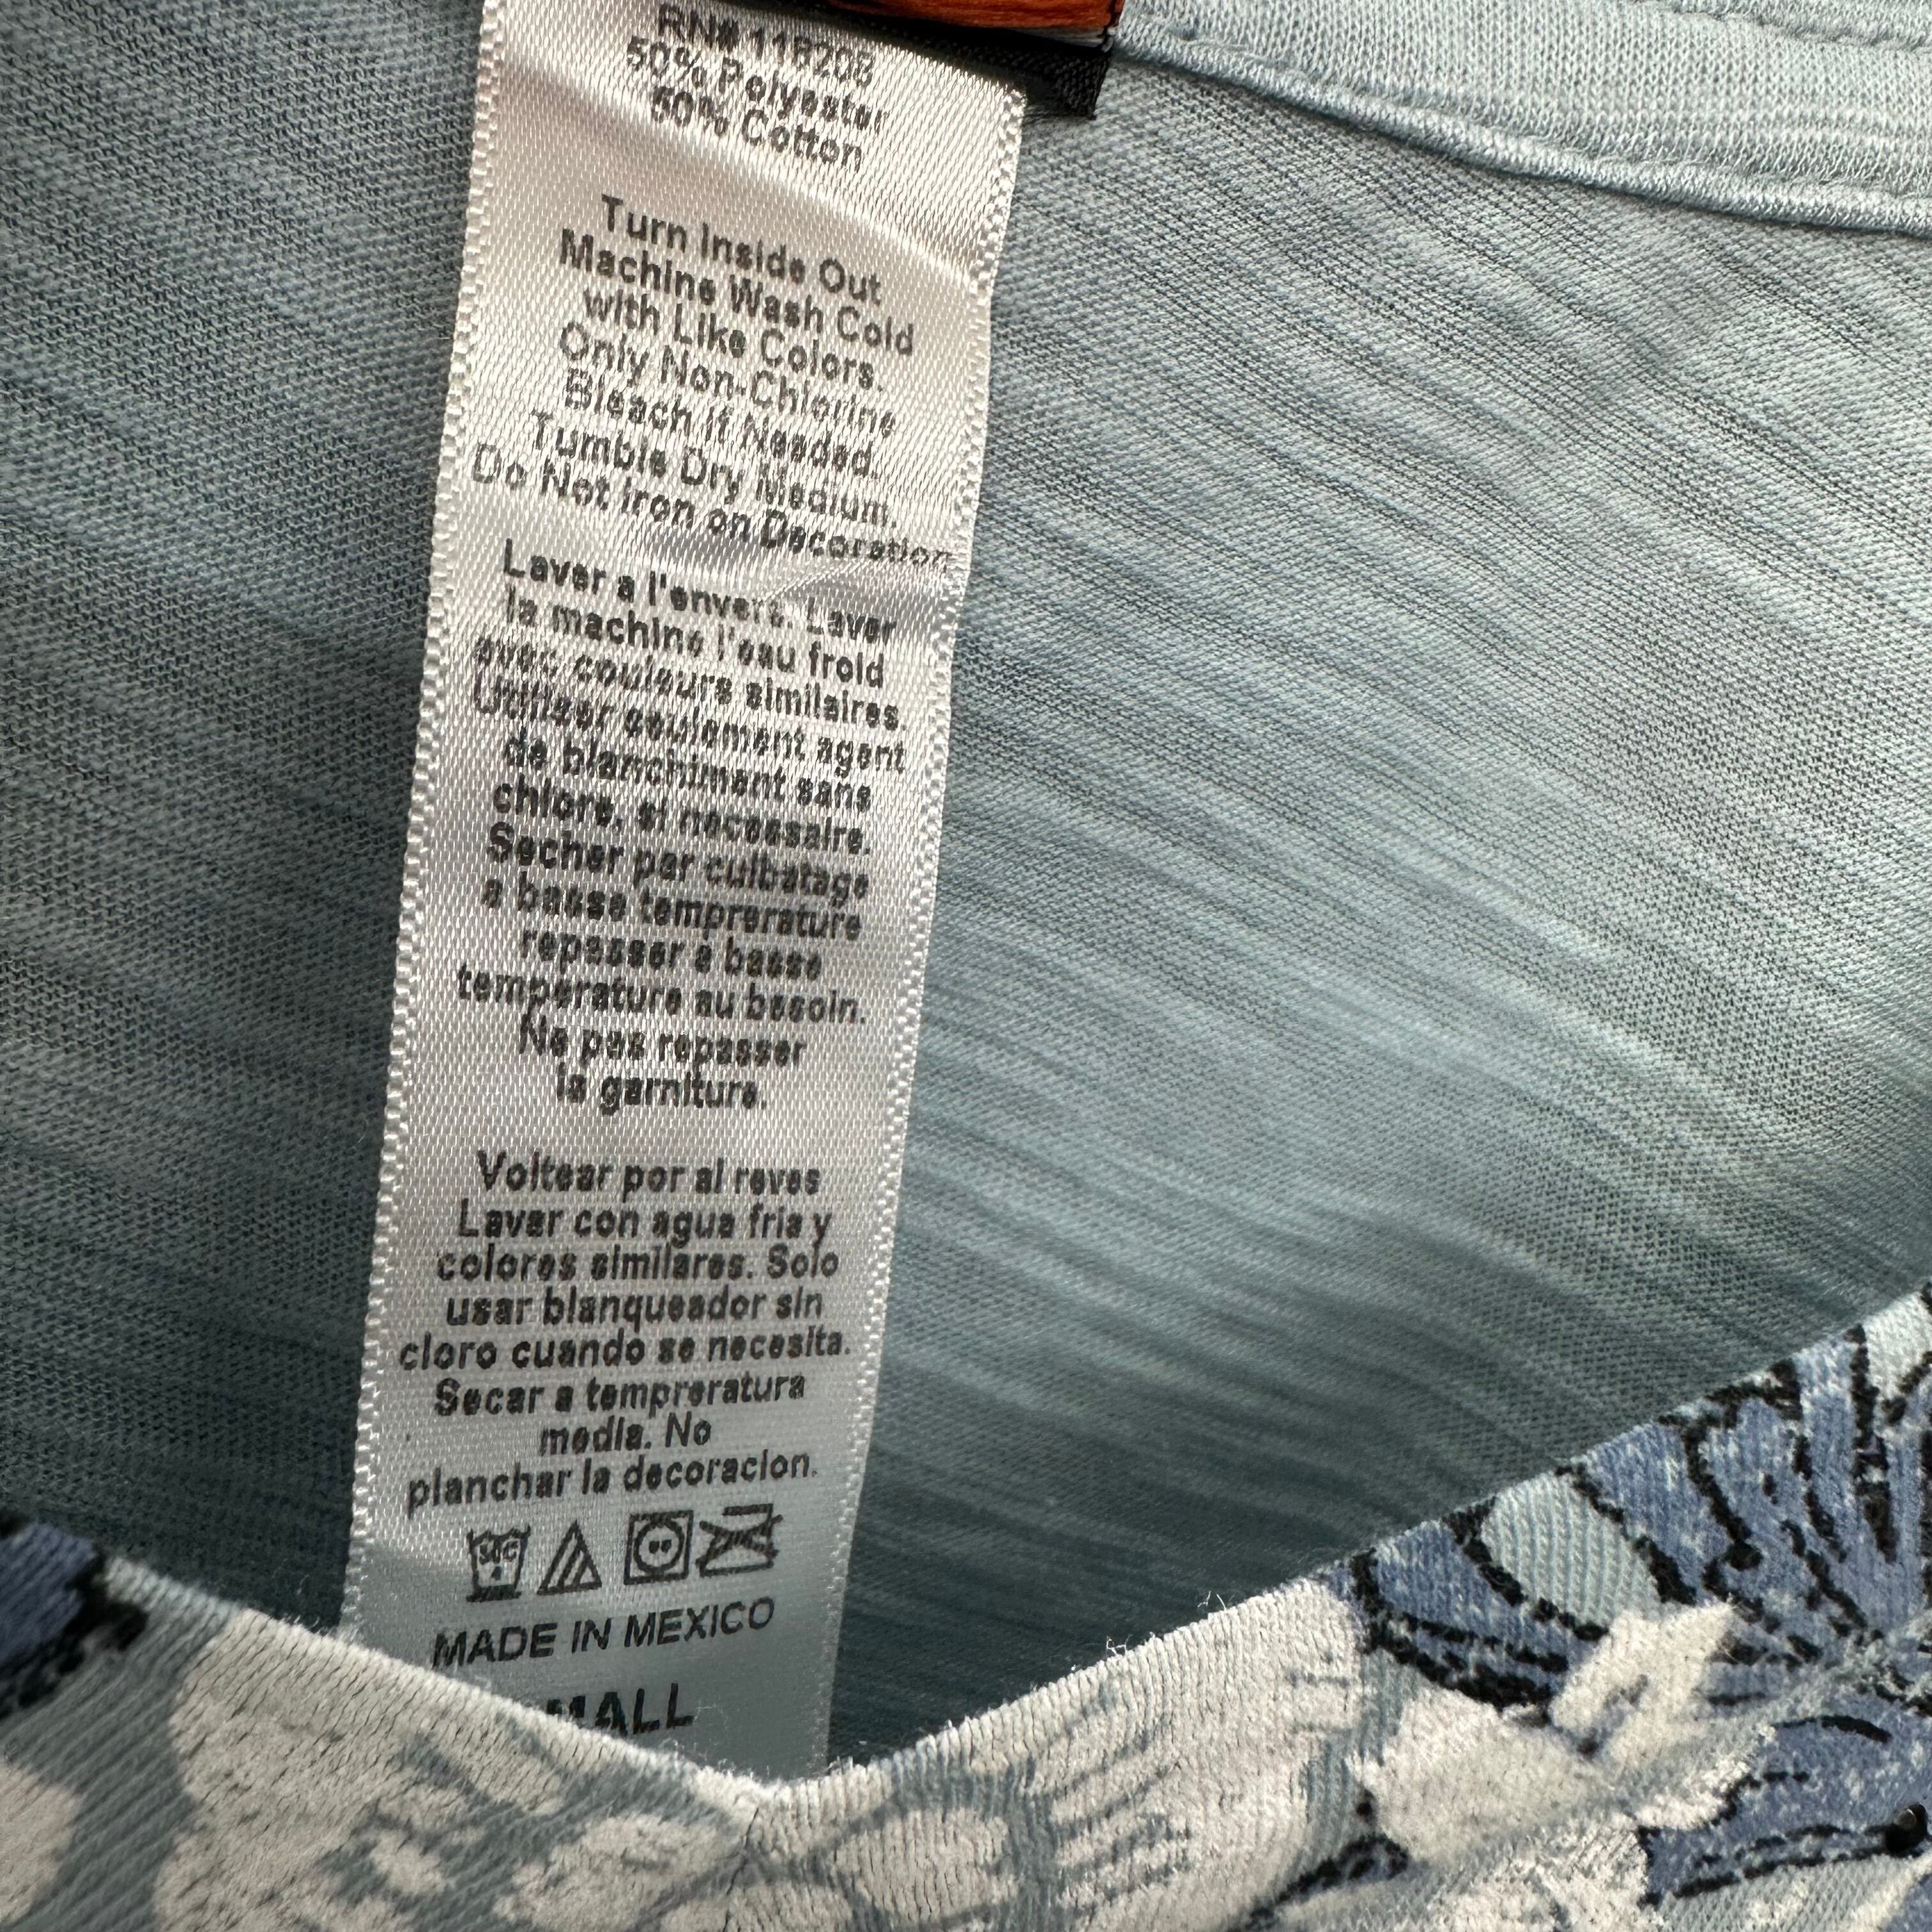 RN# 118208
50% Polyester
50% Cotton
Turn Inside Out
Machine Wash Cold
with Like Colors.
Only Non-Chlorine
Bleach if Needed.
Tumble Dry Medium.
Do Not Iron on Decoration
Laver a l'envers. Laver
la machine l'eau froid
avec couleurs similaires.
Utiliser seulement agent
de blanchiment sans
chlore, si necessaire.
Secher par culbatage
a basse temprerature
repasser a basse
temperature au besoin.
Ne pas repasser
la garniture.
Voltear por al reves
Lavar con agua fria y
colores similares. Solo
usar blanqueador sin
cloro cuando se necesita.
Secar a tempreratura
media. No
planchar la decoracion.
MADE IN MEXICO
MALL